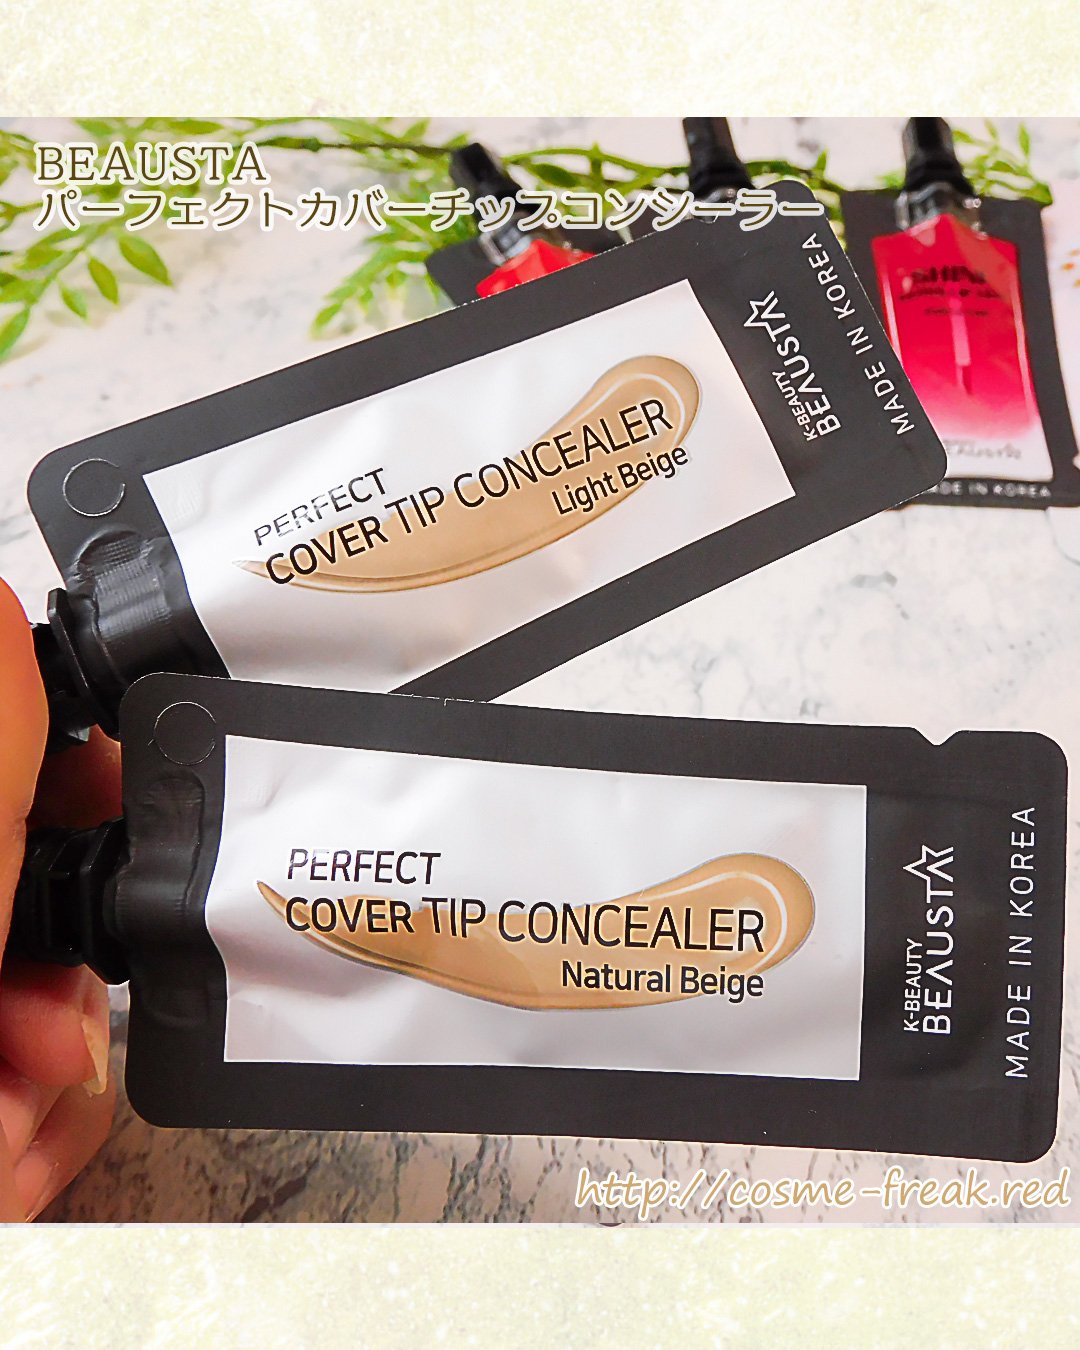 BEAUSTA
パーフェクトカバーチップコンシーラー
PERFECT
COVER TIP CONCEALER
Light Beige
K-BEAUTY
BEAUSTA
MADE IN KOREA
SHINE
MADE IN KOREA
PERFECT
COVER TIP CONCEALER
Natural Beige
K-BEAUTY
BEAUSTA
MADE IN KOREA
http://cosme-freak.red